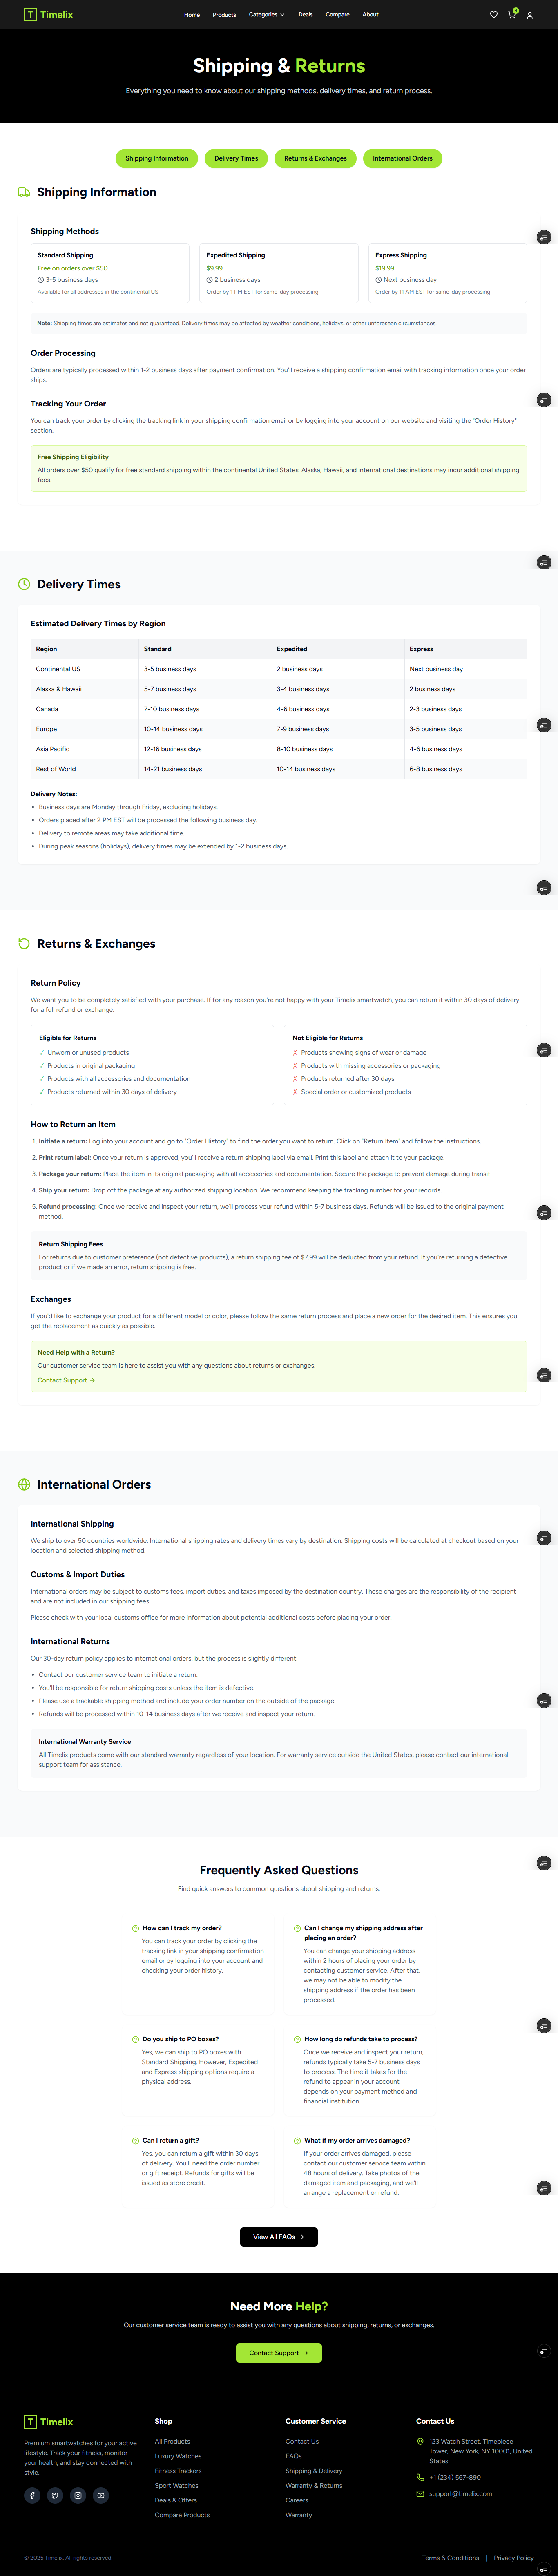 T Timelix
Home Products Categories Deals Compare About
4
Shipping & Returns
Everything you need to know about our shipping methods, delivery times, and return process.
Shipping Information Delivery Times Returns & Exchanges International Orders
Shipping Information
Shipping Methods
Standard Shipping
Free on orders over $50
3-5 business days
Available for all addresses in the continental US
Expedited Shipping
$9.99
2 business days
Order by 1 PM EST for same-day processing
Express Shipping
$19.99
Next business day
Order by 11 AM EST for same-day processing
Note: Shipping times are estimates and not guaranteed. Delivery times may be affected by weather conditions, holidays, or other unforeseen circumstances.
Order Processing
Orders are typically processed within 1-2 business days after payment confirmation. You'll receive a shipping confirmation email with tracking information once your order
ships.
Tracking Your Order
You can track your order by clicking the tracking link in your shipping confirmation email or by logging into your account on our website and visiting the "Order History"
section.
Free Shipping Eligibility
All orders over $50 qualify for free standard shipping within the continental United States. Alaska, Hawaii, and international destinations may incur additional shipping
fees.
Delivery Times
Estimated Delivery Times by Region
Region Standard Expedited Express
Continental US 3-5 business days 2 business days Next business day
Alaska & Hawaii 5-7 business days 3-4 business days 2 business days
Canada 7-10 business days 4-6 business days 2-3 business days
Europe 10-14 business days 7-9 business days 3-5 business days
Asia Pacific 12-16 business days 8-10 business days 4-6 business days
Rest of World 14-21 business days 10-14 business days 6-8 business days
Delivery Notes:
• Business days are Monday through Friday, excluding holidays.
• Orders placed after 2 PM EST will be processed the following business day.
• Delivery to remote areas may take additional time.
• During peak seasons (holidays), delivery times may be extended by 1-2 business days.
Returns & Exchanges
Return Policy
We want you to be completely satisfied with your purchase. If for any reason you're not happy with your Timelix smartwatch, you can return it within 30 days of delivery
for a full refund or exchange.
Eligible for Returns
✓ Unworn or unused products
✓ Products in original packaging
✓ Products with all accessories and documentation
✓ Products returned within 30 days of delivery
Not Eligible for Returns
✗ Products showing signs of wear or damage
✗ Products with missing accessories or packaging
✗ Products returned after 30 days
✗ Special order or customized products
How to Return an Item
1. Initiate a return: Log into your account and go to "Order History" to find the order you want to return. Click on "Return Item" and follow the instructions.
2. Print return label: Once your return is approved, you'll receive a return shipping label via email. Print this label and attach it to your package.
3. Package your return: Place the item in its original packaging with all accessories and documentation. Secure the package to prevent damage during transit.
4. Ship your return: Drop off the package at any authorized shipping location. We recommend keeping the tracking number for your records.
5. Refund processing: Once we receive and inspect your return, we'll process your refund within 5-7 business days. Refunds will be issued to the original payment
method.
Return Shipping Fees
For returns due to customer preference (not defective products), a return shipping fee of $7.99 will be deducted from your refund. If you're returning a defective
product or if we made an error, return shipping is free.
Exchanges
If you'd like to exchange your product for a different model or color, please follow the same return process and place a new order for the desired item. This ensures you
get the replacement as quickly as possible.
Need Help with a Return?
Our customer service team is here to assist you with any questions about returns or exchanges.
Contact Support →
International Orders
International Shipping
We ship to over 50 countries worldwide. International shipping rates and delivery times vary by destination. Shipping costs will be calculated at checkout based on your
location and selected shipping method.
Customs & Import Duties
International orders may be subject to customs fees, import duties, and taxes imposed by the destination country. These charges are the responsibility of the recipient
and are not included in our shipping fees.
Please check with your local customs office for more information about potential additional costs before placing your order.
International Returns
Our 30-day return policy applies to international orders, but the process is slightly different:
• Contact our customer service team to initiate a return.
• You'll be responsible for return shipping costs unless the item is defective.
• Please use a trackable shipping method and include your order number on the outside of the package.
• Refunds will be processed within 10-14 business days after we receive and inspect your return.
International Warranty Service
All Timelix products come with our standard warranty regardless of your location. For warranty service outside the United States, please contact our international
support team for assistance.
Frequently Asked Questions
Find quick answers to common questions about shipping and returns.
How can I track my order?
You can track your order by clicking the
tracking link in your shipping confirmation
email or by logging into your account and
checking your order history.
Can I change my shipping address after
placing an order?
You can change your shipping address
within 2 hours of placing your order by
contacting customer service. After that,
we may not be able to modify the
shipping address if the order has been
processed.
Do you ship to PO boxes?
Yes, we can ship to PO boxes with
Standard Shipping. However, Expedited
and Express shipping options require a
physical address.
How long do refunds take to process?
Once we receive and inspect your return,
refunds typically take 5-7 business days
to process. The time it takes for the
refund to appear in your account
depends on your payment method and
financial institution.
Can I return a gift?
Yes, you can return a gift within 30 days
of delivery. You'll need the order number
or gift receipt. Refunds for gifts will be
issued as store credit.
What if my order arrives damaged?
If your order arrives damaged, please
contact our customer service team within
48 hours of delivery. Take photos of the
damaged item and packaging, and we'll
arrange a replacement or refund.
View All FAQs →
Need More Help?
Our customer service team is ready to assist you with any questions about shipping, returns, or exchanges.
Contact Support →
T Timelix
Premium smartwatches for your active
lifestyle. Track your fitness, monitor
your health, and stay connected with
style.
Shop
All Products
Luxury Watches
Fitness Trackers
Sport Watches
Deals & Offers
Compare Products
Customer Service
Contact Us
FAQs
Shipping & Delivery
Warranty & Returns
Careers
Warranty
Contact Us
123 Watch Street, Timepiece
Tower, New York, NY 10001, United
States
+1 (234) 567-890
support@timelix.com
© 2025 Timelix. All rights reserved.
Terms & Conditions | Privacy Policy